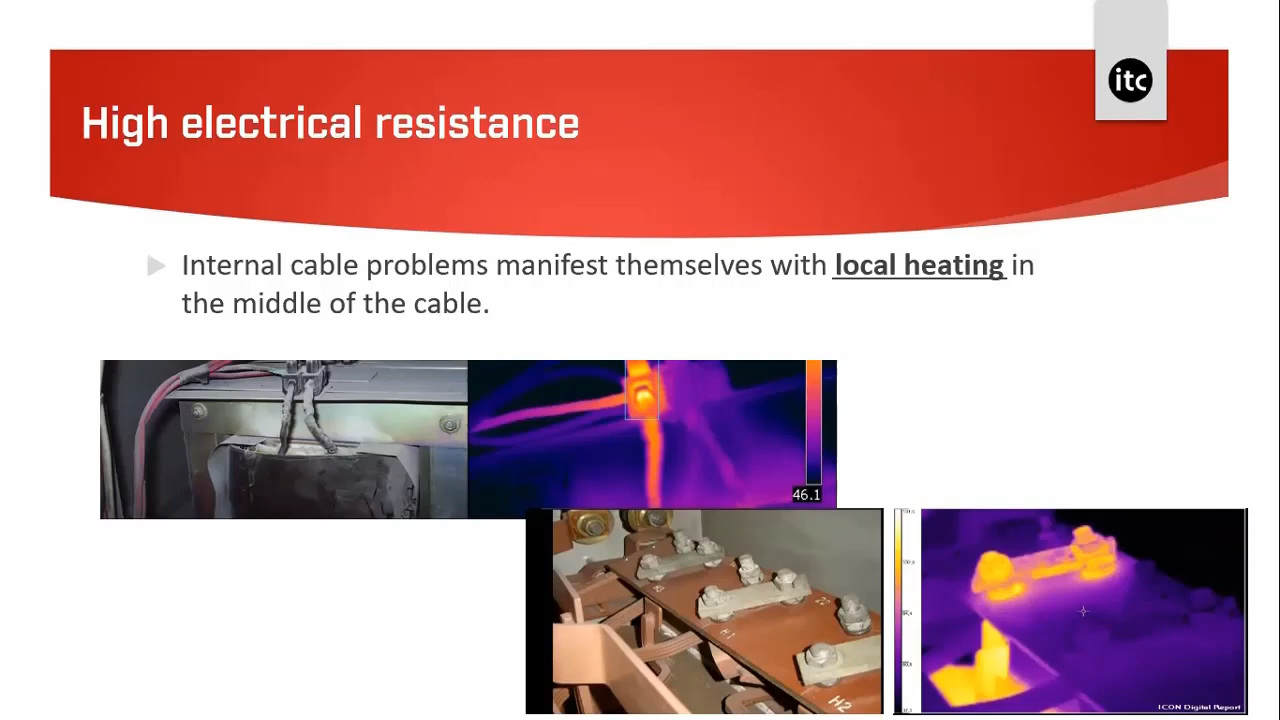 itc
High electrical resistance
Internal cable problems manifest themselves with local heating in
the middle of the cable.
46.1
H1
H2
ICON Digital Report